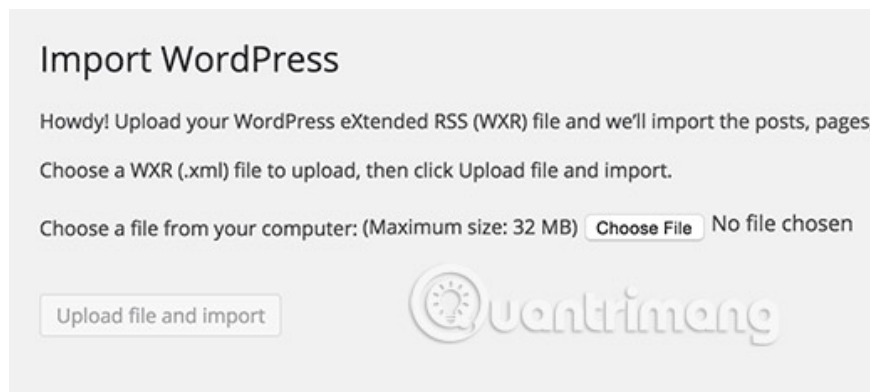 Import WordPress
Howdy! Upload your WordPress eXtended RSS (WXR) file and we'll import the posts, pages
Choose a WXR (.xml) file to upload, then click Upload file and import.
Choose a file from your computer: (Maximum size: 32 MB) Choose File No file chosen
Upload file and import
Quantrimang